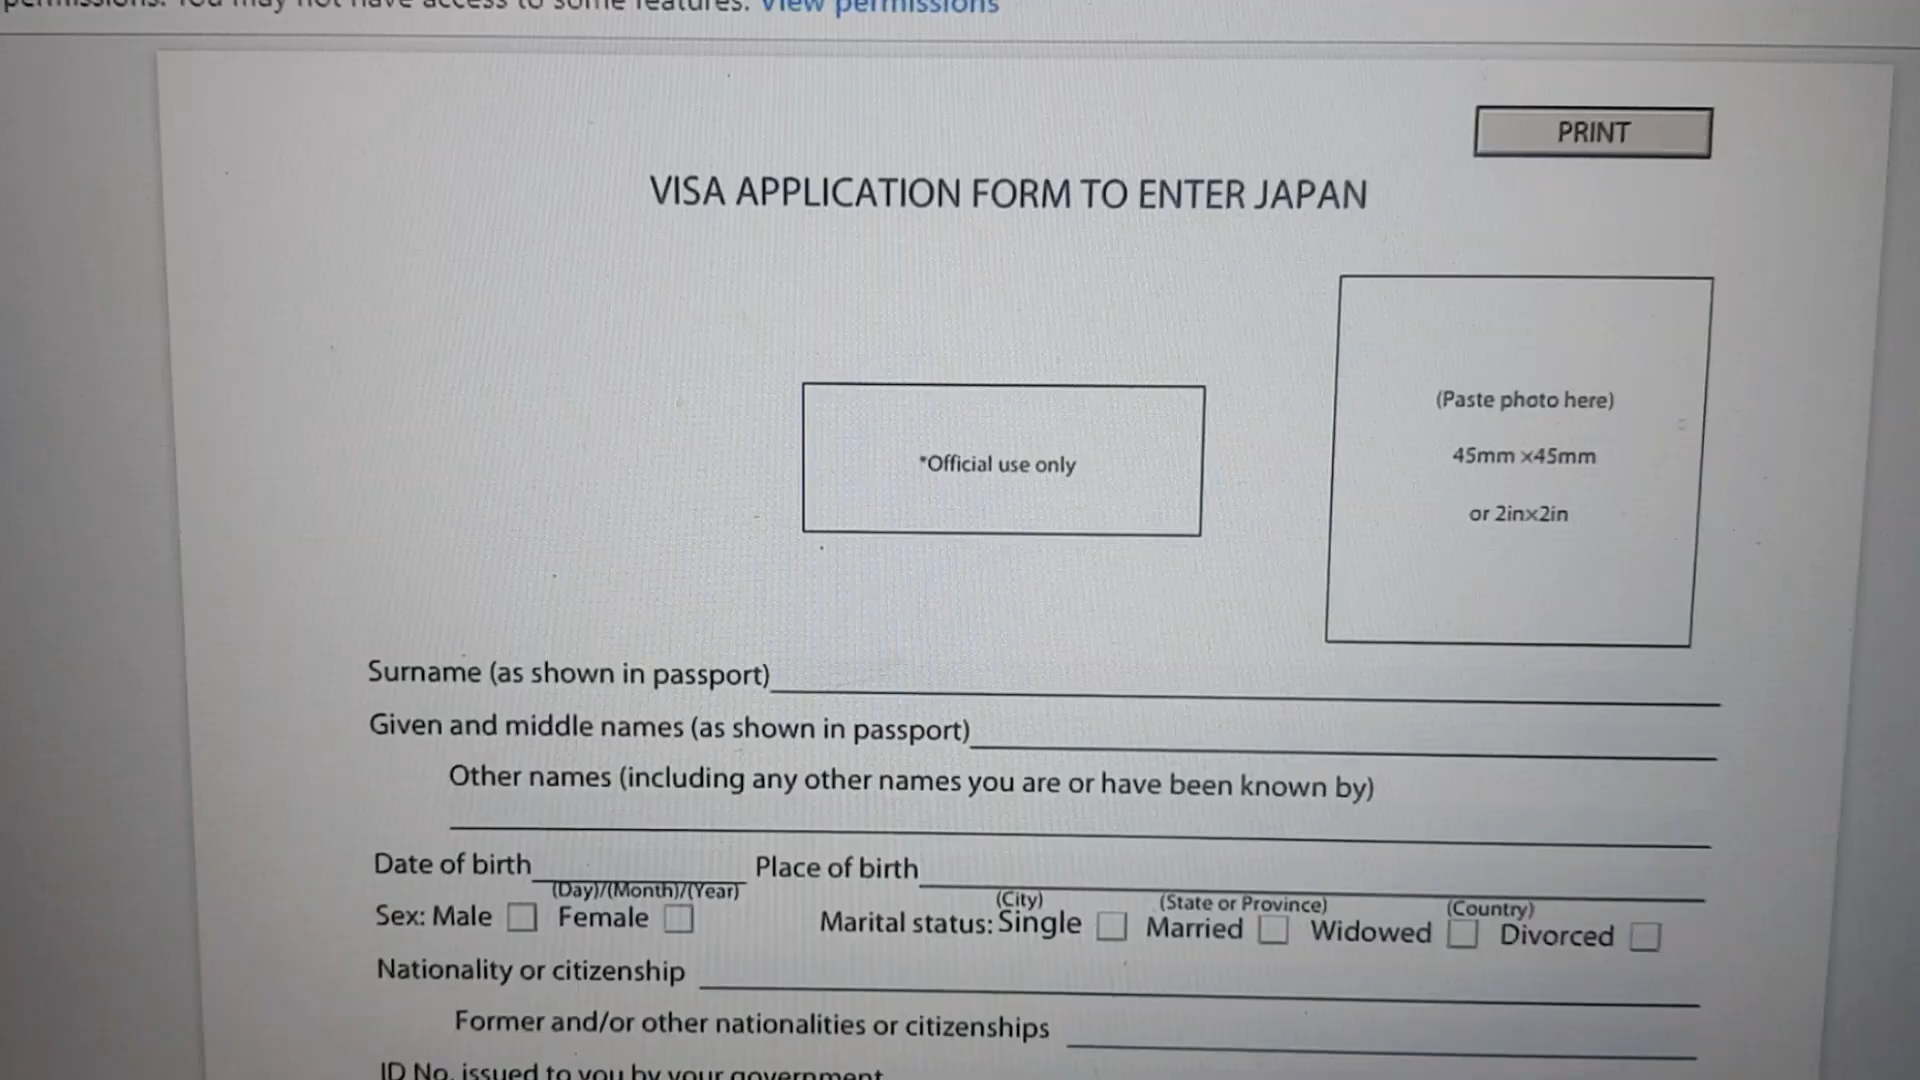 permissions. You may not have access to some features. View permissions
PRINT
VISA APPLICATION FORM TO ENTER JAPAN
*Official use only
(Paste photo here)
45mm ×45mm
or 2in×2in
Surname (as shown in passport)
Given and middle names (as shown in passport)
Other names (including any other names you are or have been known by)
Date of birth Place of birth
(Day)/(Month)/(Year) (City) (State or Province) (Country)
Sex: Male Female Marital status: Single Married Widowed Divorced
Nationality or citizenship
Former and/or other nationalities or citizenships
ID No. issued to you by your government